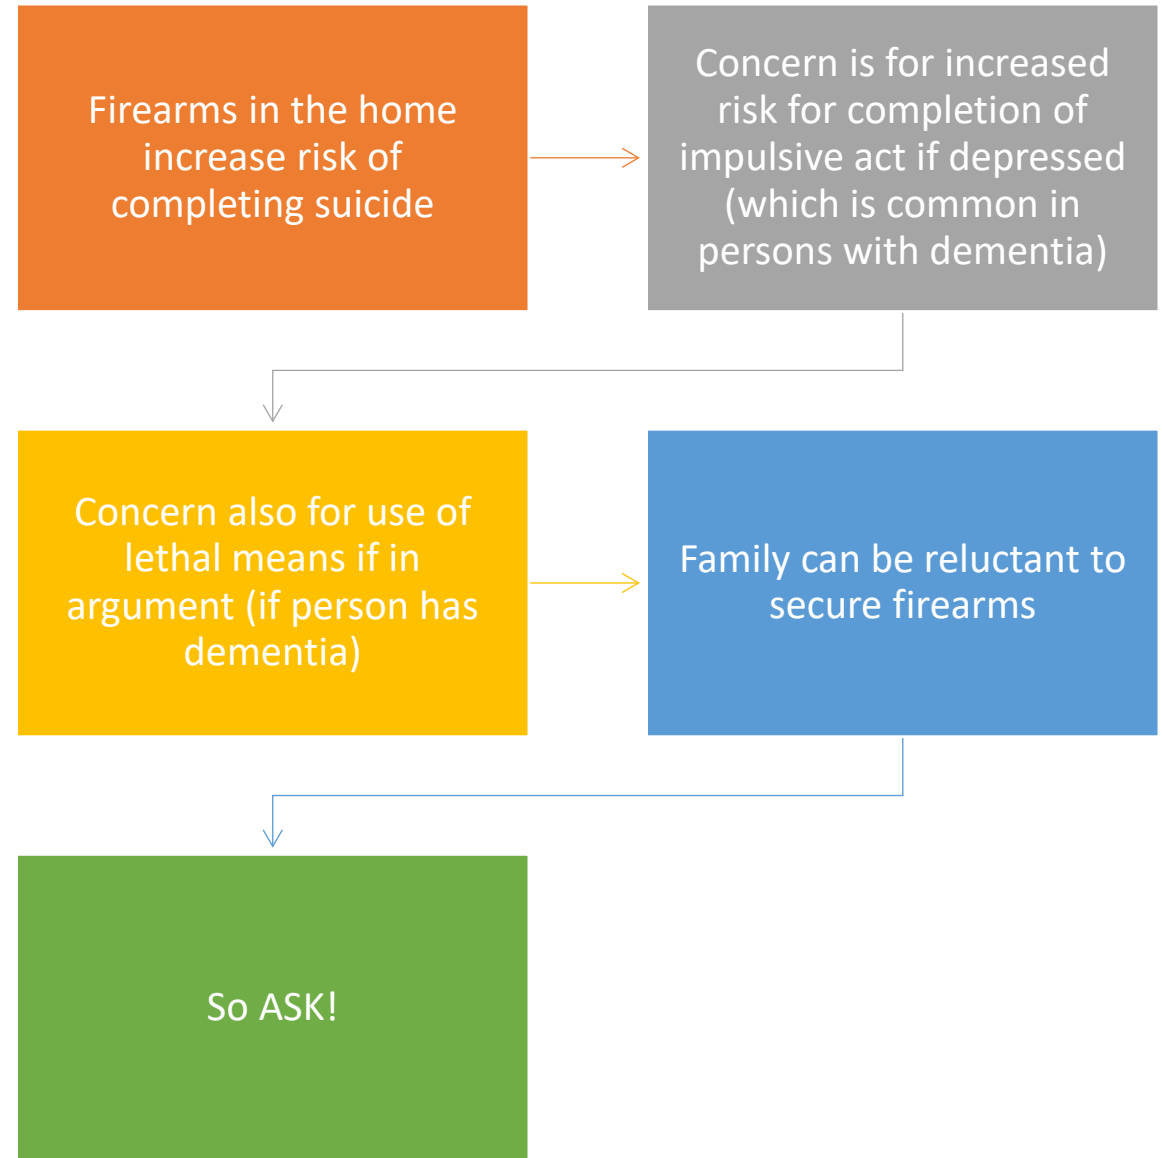 Firearms in the home
increase risk of
completing suicide
Concern is for increased
risk for completion of
impulsive act if depressed
(which is common in
persons with dementia)
Concern also for use of
lethal means if in
argument (if person has
dementia)
Family can be reluctant to
secure firearms
So ASK!